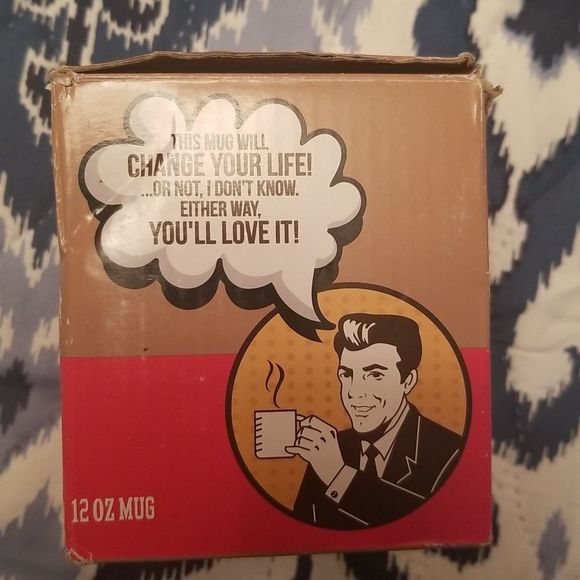 THIS MUG WILL
CHANGE YOUR LIFE!
...OR NOT, I DON'T KNOW.
EITHER WAY,
YOU'LL LOVE IT!
12 OZ MUG